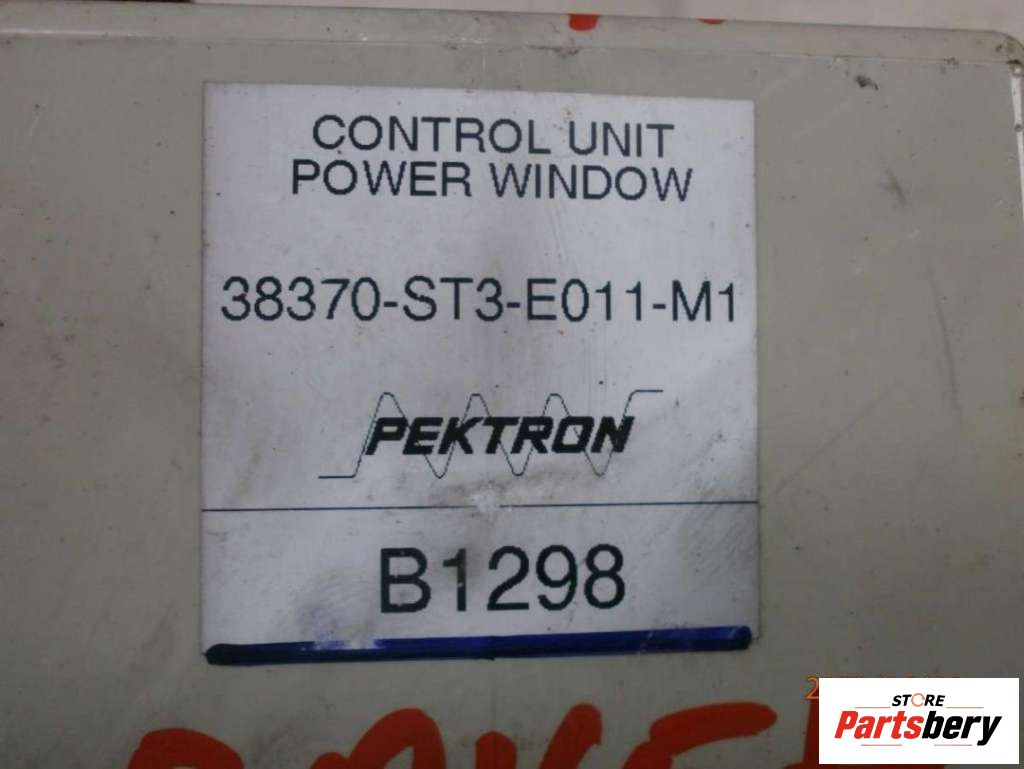 CONTROL UNIT
POWER WINDOW
38370-ST3-E011-M1
PEKTRON
B1298
STORE
Partsbery